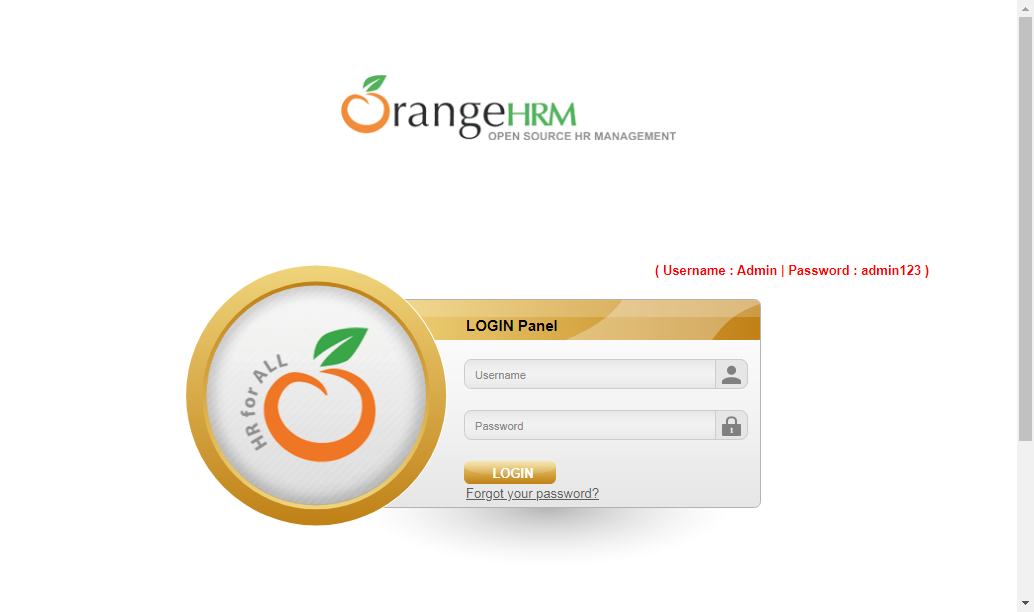 OrangeHRM
OPEN SOURCE HR MANAGEMENT
( Username : Admin | Password : admin123 )
HR for ALL
LOGIN Panel
Username
Password
LOGIN
Forgot your password?